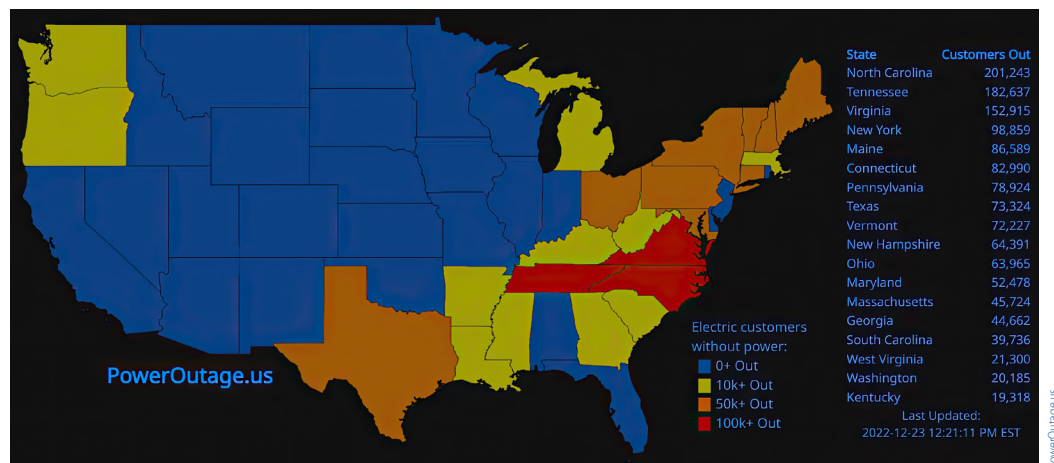 State Customers Out
North Carolina 201,243
Tennessee 182,637
Virginia 152,915
New York 98,859
Maine 86,589
Connecticut 82,990
Pennsylvania 78,924
Texas 73,324
Vermont 72,227
New Hampshire 64,391
Ohio 63,965
Maryland 52,478
Massachusetts 45,724
Georgia 44,662
South Carolina 39,736
West Virginia 21,300
Washington 20,185
Kentucky 19,318
Last Updated:
2022-12-23 12:21:11 PM EST
Electric customers
without power:
0+ Out
10k+ Out
50k+ Out
100k+ Out
PowerOutage.us